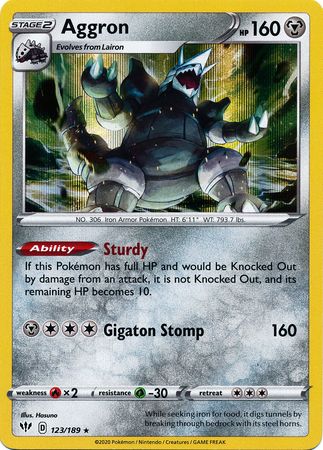 STAGE2 Aggron HP 160
Evolves from Lairon
NO. 306 Iron Armor Pokémon HT: 6'11" WT: 793.7 lbs.
Ability Sturdy
If this Pokémon has full HP and would be Knocked Out
by damage from an attack, it is not Knocked Out, and its
remaining HP becomes 10.
Gigaton Stomp 160
weakness ×2 resistance -30 retreat
Illus. Hasuno
D 123/189 ★
While seeking iron for food, it digs tunnels by
breaking through bedrock with its steel horns.
©2020 Pokémon / Nintendo / Creatures / GAME FREAK